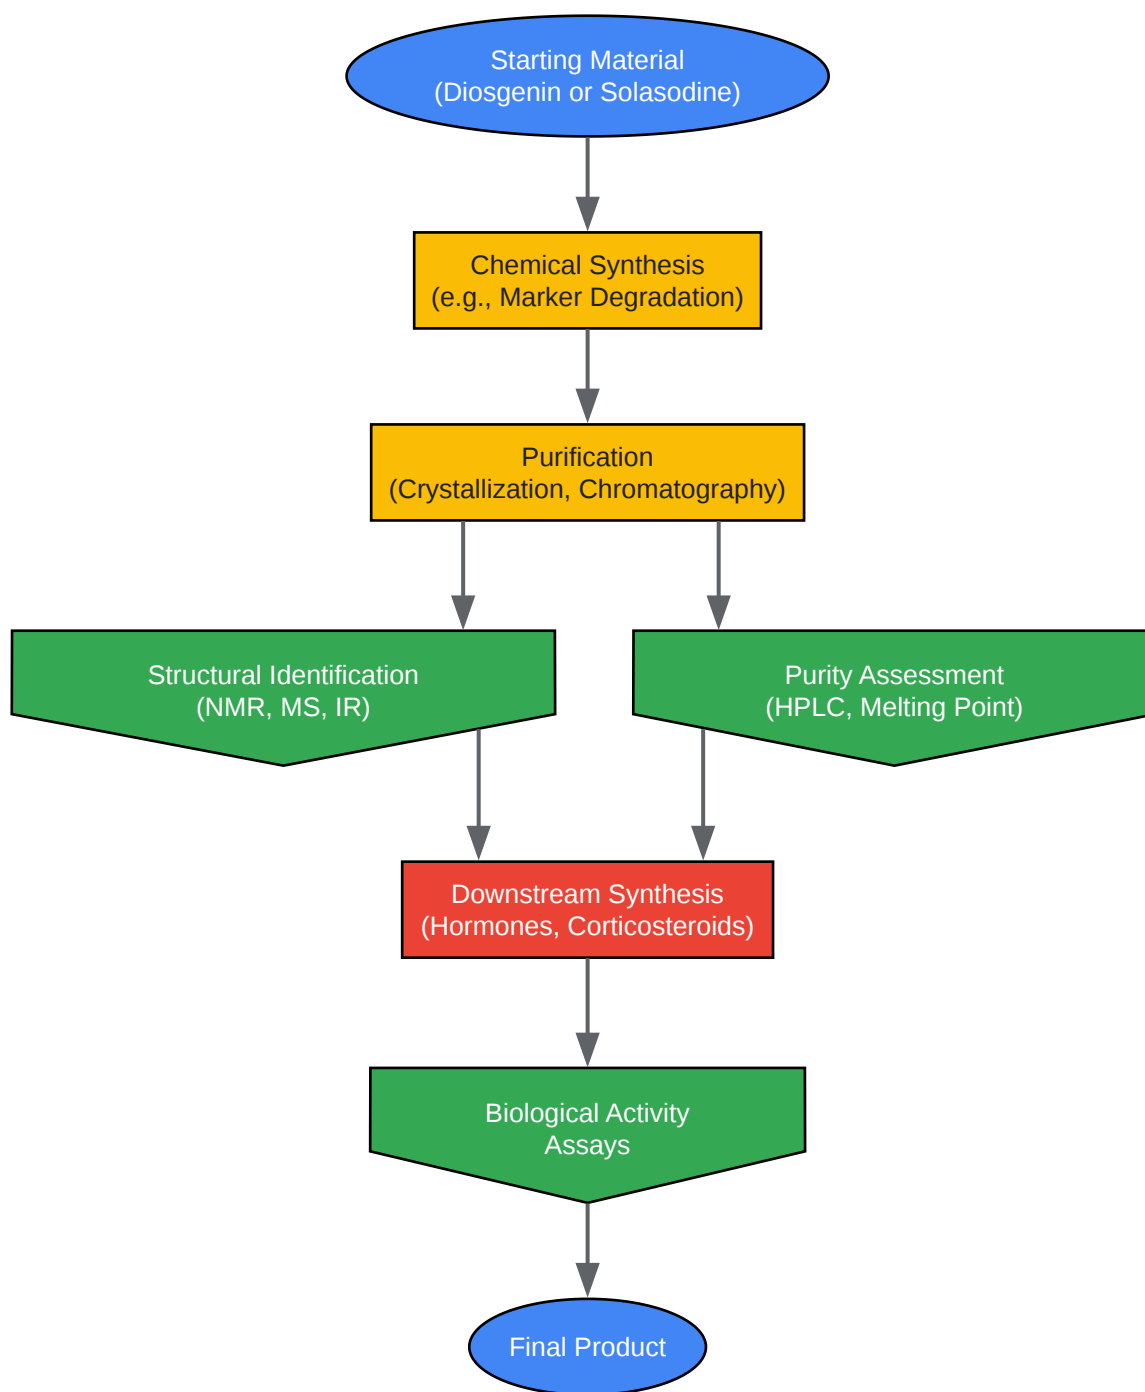 Starting Material
(Diosgenin or Solasodine)
Chemical Synthesis
(e.g., Marker Degradation)
Purification
(Crystallization, Chromatography)
Structural Identification
(NMR, MS, IR)
Purity Assessment
(HPLC, Melting Point)
Downstream Synthesis
(Hormones, Corticosteroids)
Biological Activity
Assays
Final Product